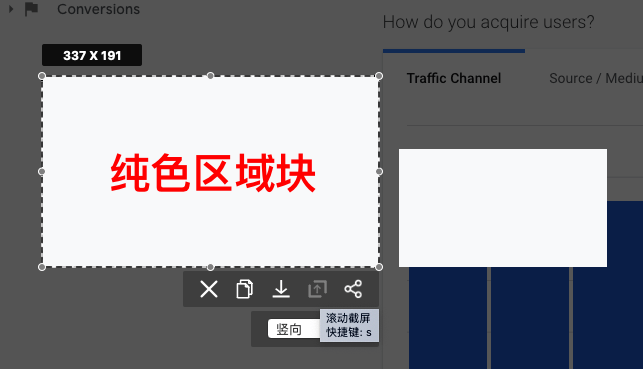 Conversions
How do you acquire users?
337 X 191
Traffic Channel
Source / Mediu
纯色区域块
滚动截屏
快捷键: s
竖向